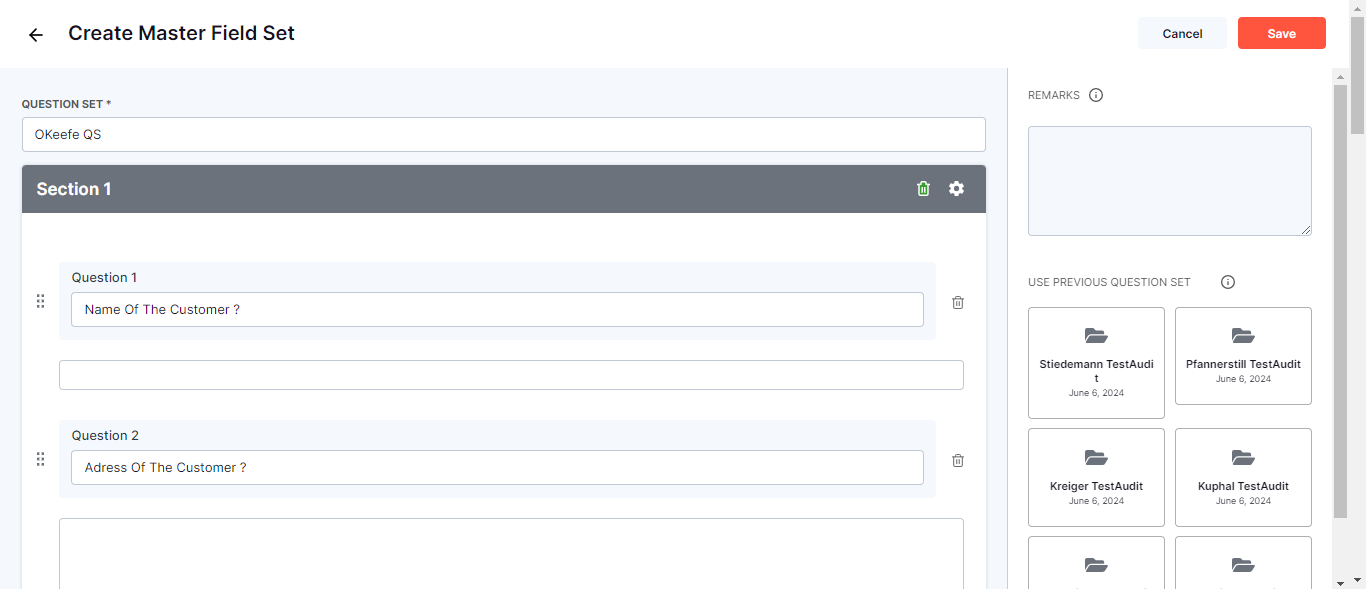 Create Master Field Set
Cancel
Save
QUESTION SET *
OKeefe QS
Section 1
Question 1
Name Of The Customer ?
Question 2
Adress Of The Customer ?
REMARKS
USE PREVIOUS QUESTION SET
Stiedemann TestAudi
t
June 6, 2024
Pfannerstill TestAudit
June 6, 2024
Kreiger TestAudit
June 6, 2024
Kuphal TestAudit
June 6, 2024